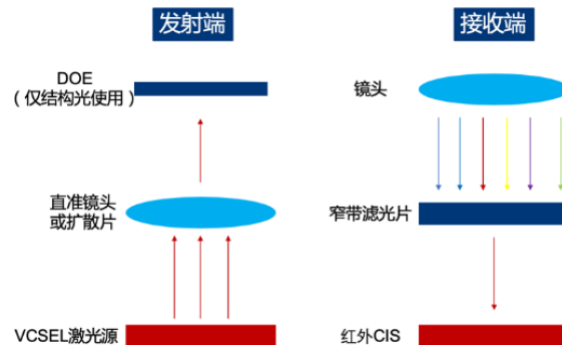 发射端
接收端
DOE
（仅结构光使用）
镜头
直准镜头
或扩散片
窄带滤光片
VCSEL激光源
红外CIS